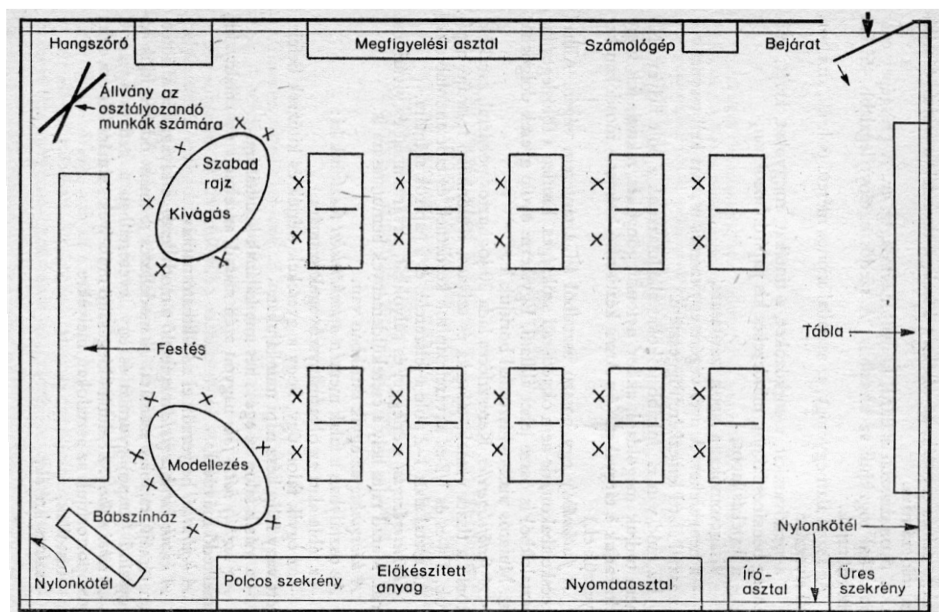 Hangszóró
Megfigyelési asztal
Számológép
Bejárat
Állvány az
osztályozandó
munkák számára
Szabad
rajz
Kivágás
Tábla
Festés
Modellezés
Bábszínház
Nylonkötél
Nylonkötél
Polcos szekrény
Előkészített
anyag
Nyomdaasztal
Író-
asztal
Üres
szekrény